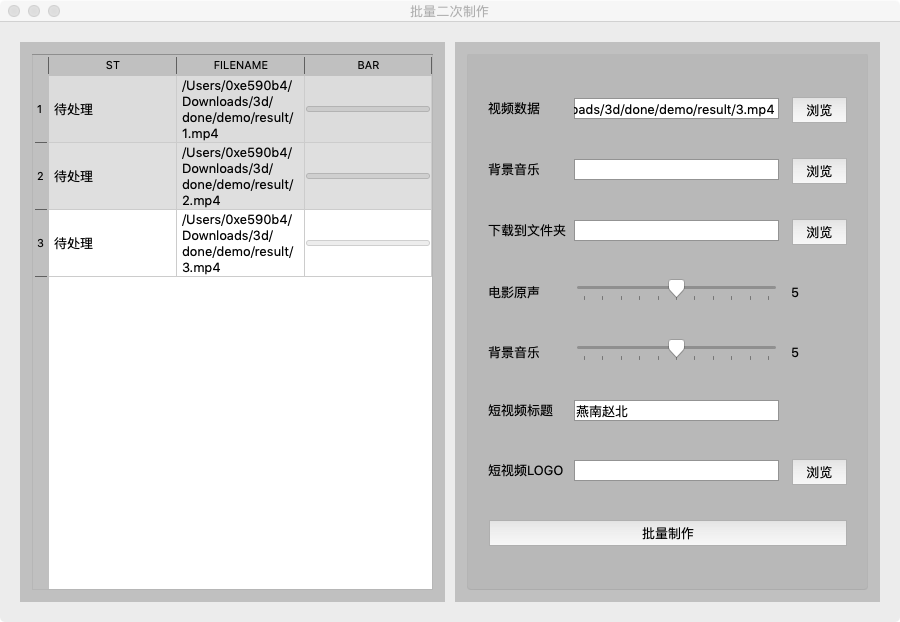 批量二次制作
ST FILENAME BAR
1 待处理 /Users/0xe590b4/
Downloads/3d/
done/demo/result/
1.mp4
2 待处理 /Users/0xe590b4/
Downloads/3d/
done/demo/result/
2.mp4
3 待处理 /Users/0xe590b4/
Downloads/3d/
done/demo/result/
3.mp4
视频数据 oads/3d/done/demo/result/3.mp4 浏览
背景音乐 浏览
下载到文件夹 浏览
电影原声 5
背景音乐 5
短视频标题 燕南赵北
短视频LOGO 浏览
批量制作